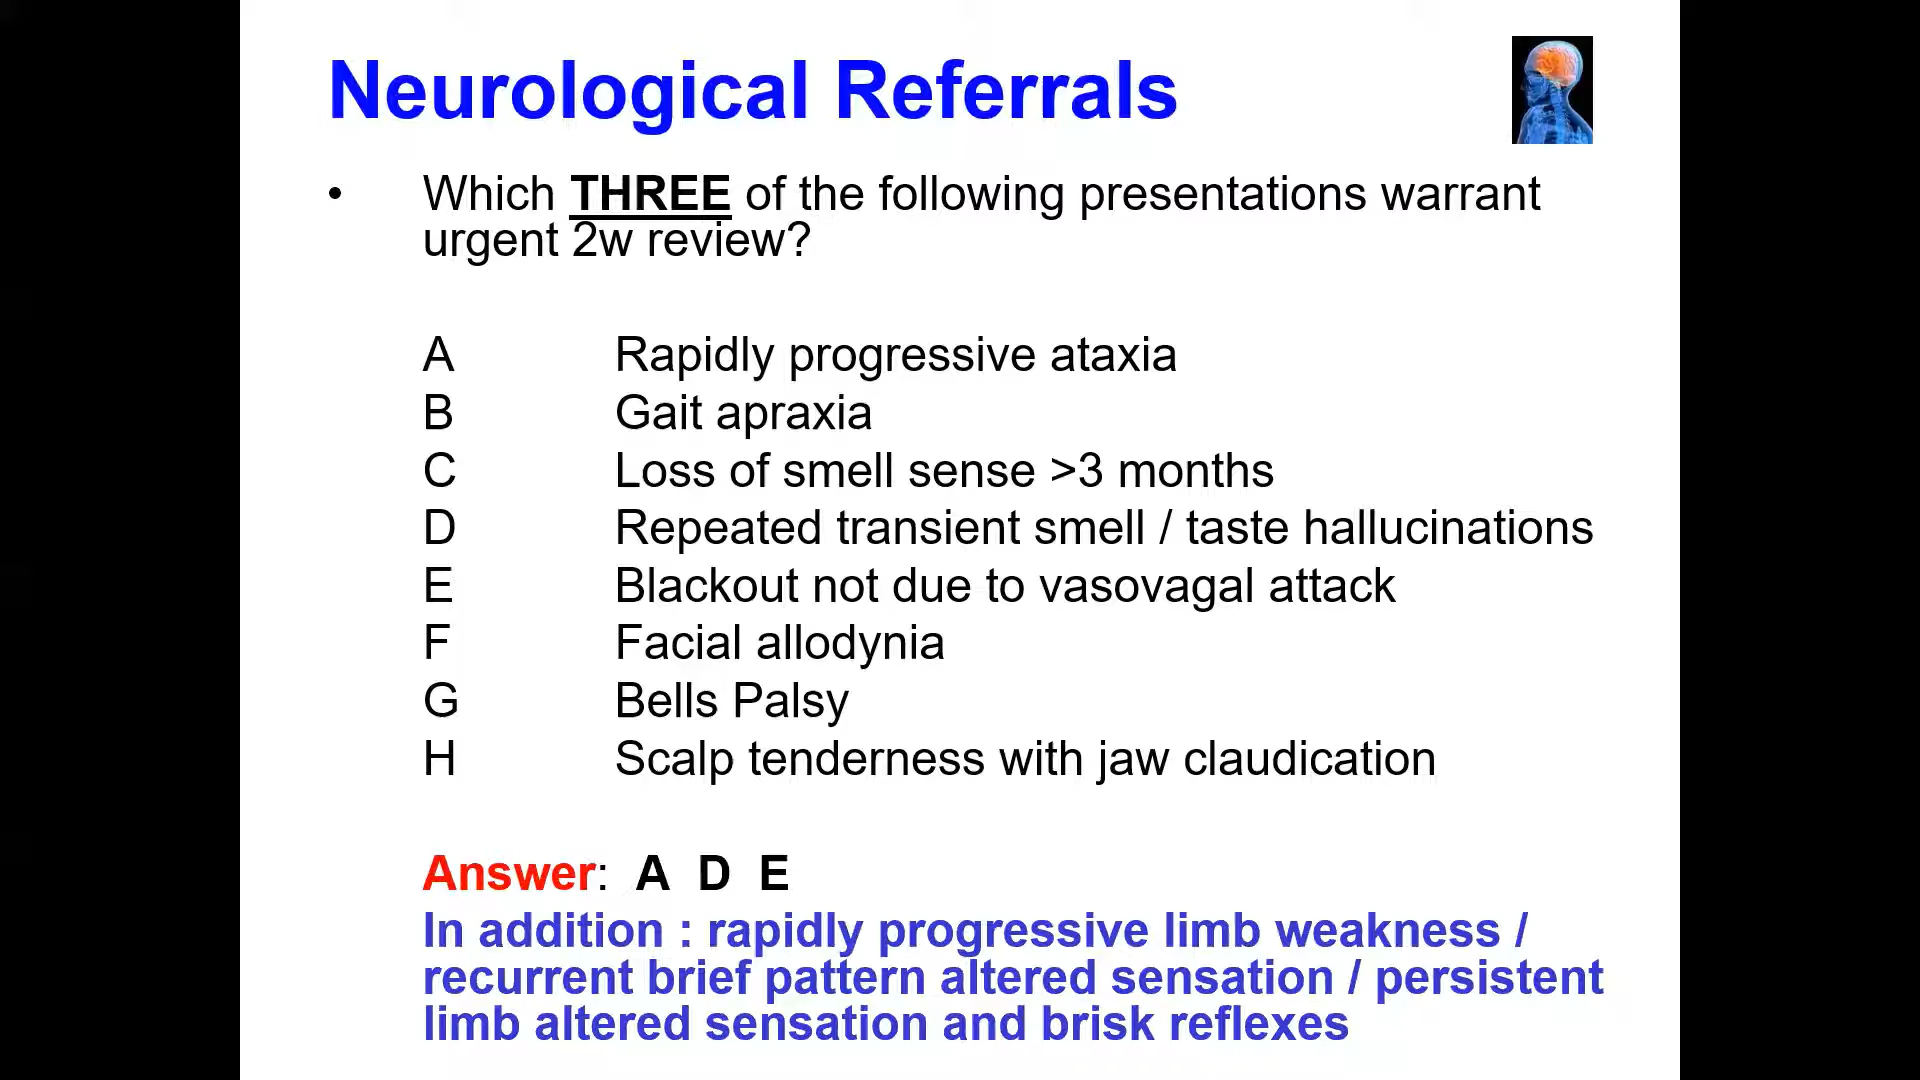 Neurological Referrals
• Which THREE of the following presentations warrant
urgent 2w review?
A Rapidly progressive ataxia
B Gait apraxia
C Loss of smell sense >3 months
D Repeated transient smell / taste hallucinations
E Blackout not due to vasovagal attack
F Facial allodynia
G Bells Palsy
H Scalp tenderness with jaw claudication
Answer: A D E
In addition : rapidly progressive limb weakness /
recurrent brief pattern altered sensation / persistent
limb altered sensation and brisk reflexes